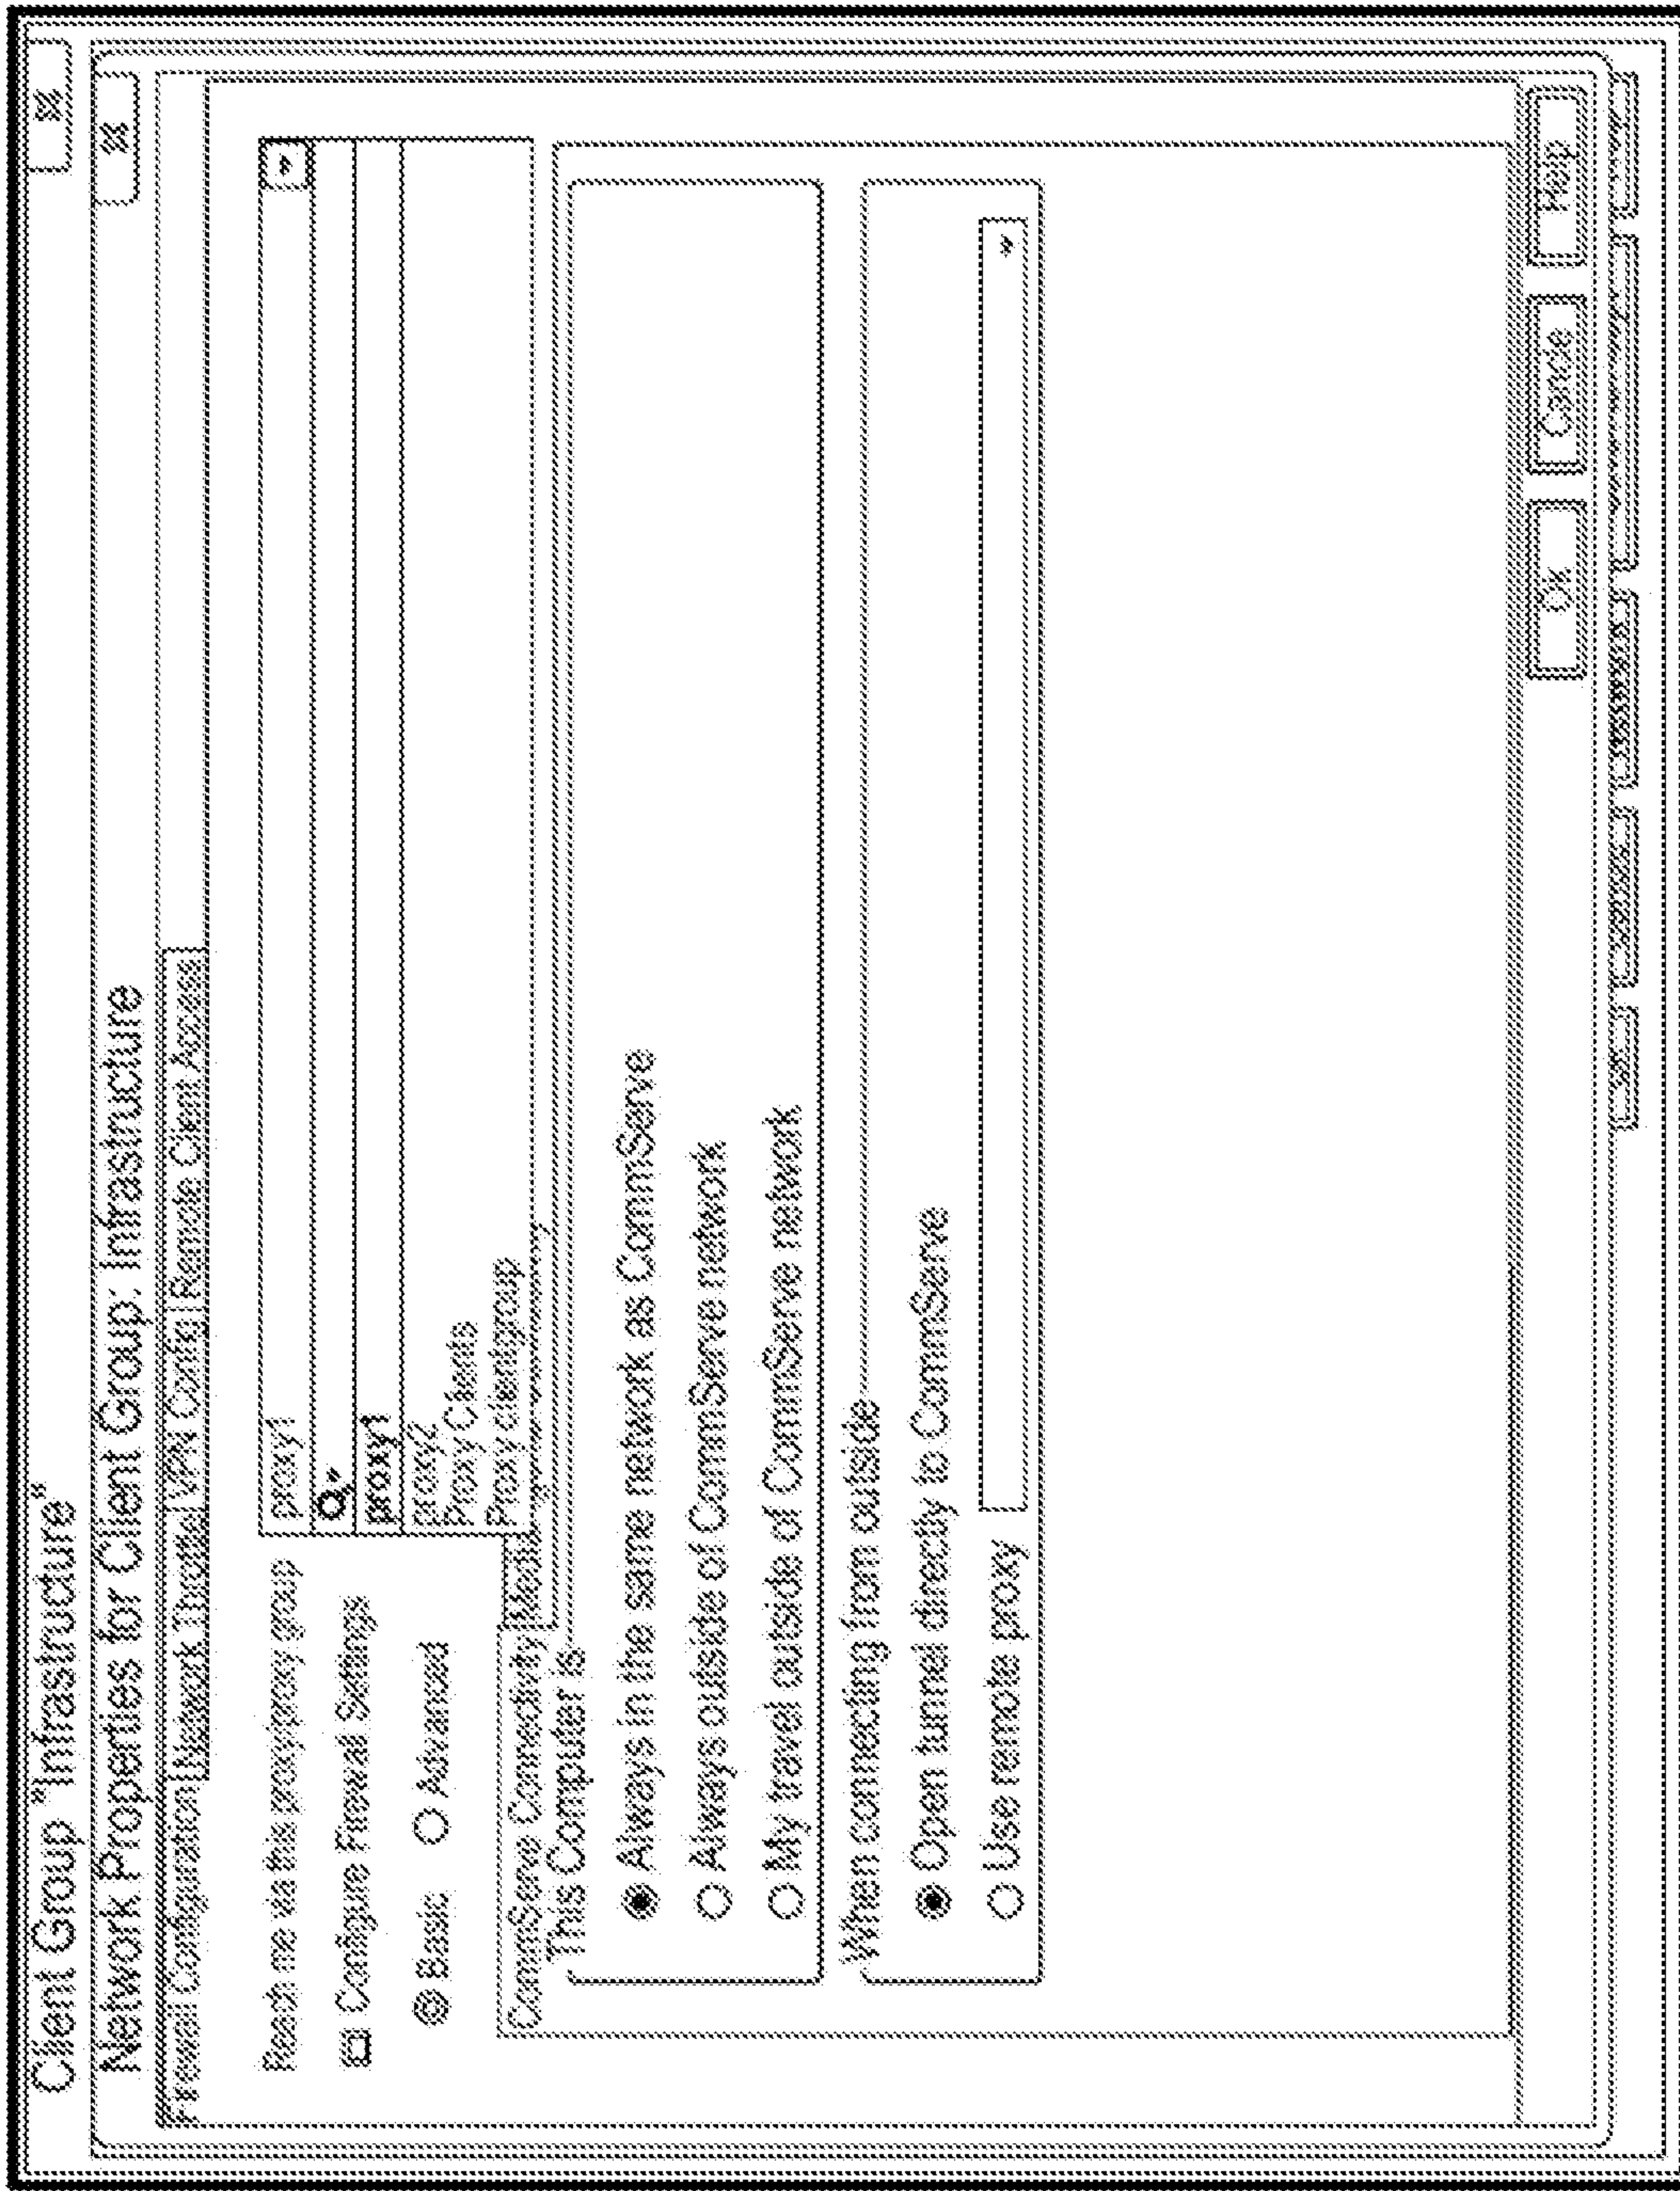 Client Group "Infrastructure"
Network Properties for Client Group: Infrastructure
Firewall Configuration Network Throttel VPN Config Remote Client Access
Reach me via this proxy/proxy group proxy1
Configure Firewall Settings
proxy1
Basic Advanced
proxy2
Proxy Clients
Proxy clientgroup
CommServe Connectivity
This Computer is
Always in the same network as CommServe
Always outside of CommServe network
My travel outside of CommServe network
When connecting from outside
Open tunnel directly to CommServe
Use remote proxy
Ok Cancle Help